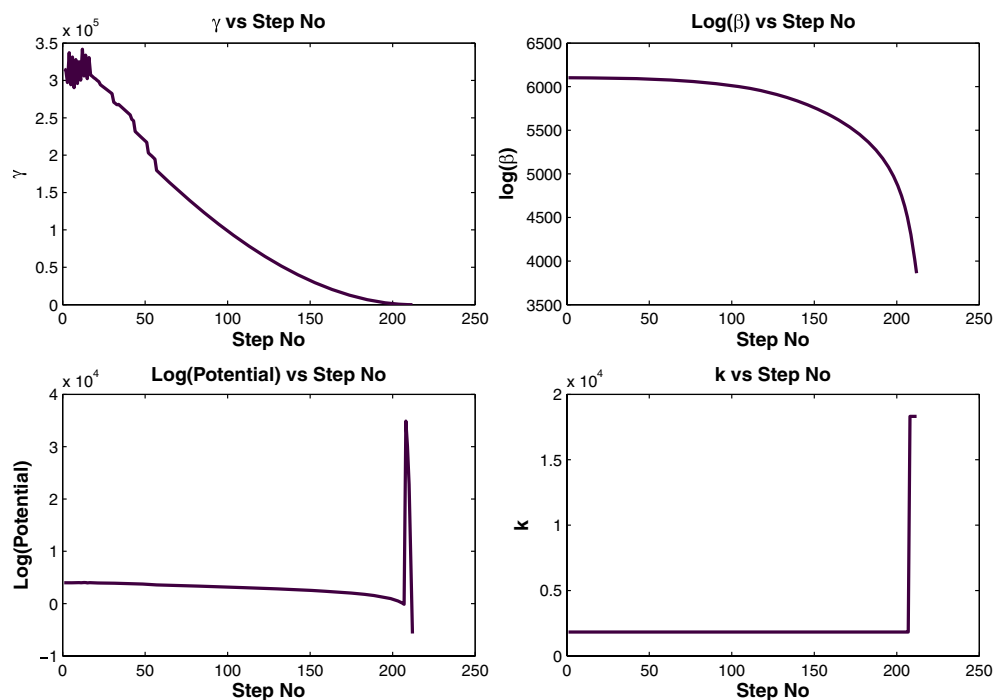 γ vs Step No
x 10^5
3.5
3
2.5
2
1.5
1
0.5
0
γ
0 50 100 150 200 250
Step No
Log(β) vs Step No
6500
6000
5500
5000
4500
4000
3500
log(β)
0 50 100 150 200 250
Step No
Log(Potential) vs Step No
x 10^4
4
3
2
1
0
−1
Log(Potential)
0 50 100 150 200 250
Step No
k vs Step No
x 10^4
2
1.5
1
0.5
0
k
0 50 100 150 200 250
Step No